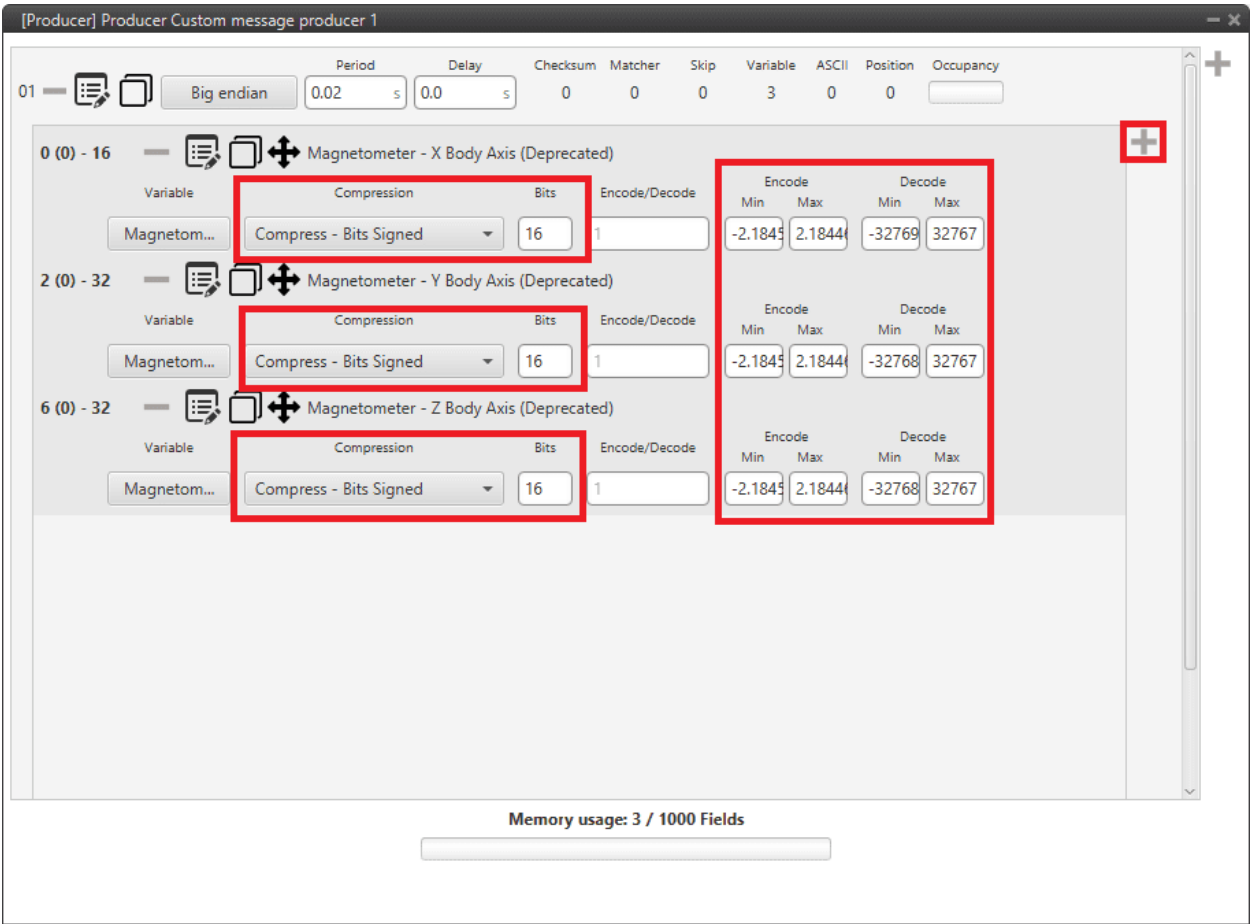 [Producer] Producer Custom message producer 1
Period Delay Checksum Matcher Skip Variable ASCII Position Occupancy
01 Big endian 0.02 s 0.0 s 0 0 0 3 0 0
0 (0) - 16 Magnetometer - X Body Axis (Deprecated)
Variable Compression Bits Encode/Decode Encode Decode
Min Max Min Max
Magnetom... Compress - Bits Signed 16 1 -2.1845 2.1844 -32769 32767
2 (0) - 32 Magnetometer - Y Body Axis (Deprecated)
Variable Compression Bits Encode/Decode Encode Decode
Min Max Min Max
Magnetom... Compress - Bits Signed 16 1 -2.1845 2.1844 -32768 32767
6 (0) - 32 Magnetometer - Z Body Axis (Deprecated)
Variable Compression Bits Encode/Decode Encode Decode
Min Max Min Max
Magnetom... Compress - Bits Signed 16 1 -2.1845 2.1844 -32768 32767
Memory usage: 3 / 1000 Fields